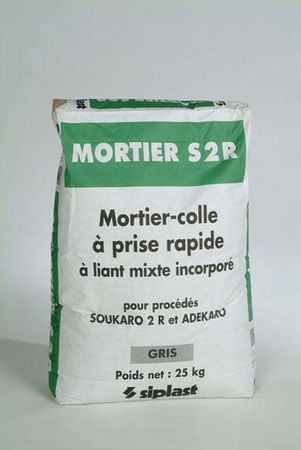 MORTIER S2R
Mortier-colle
à prise rapide
à liant mixte incorporé
pour procédés
SOUKARO 2 R et ADEKARO
GRIS
Poids net : 25 kg
siplast